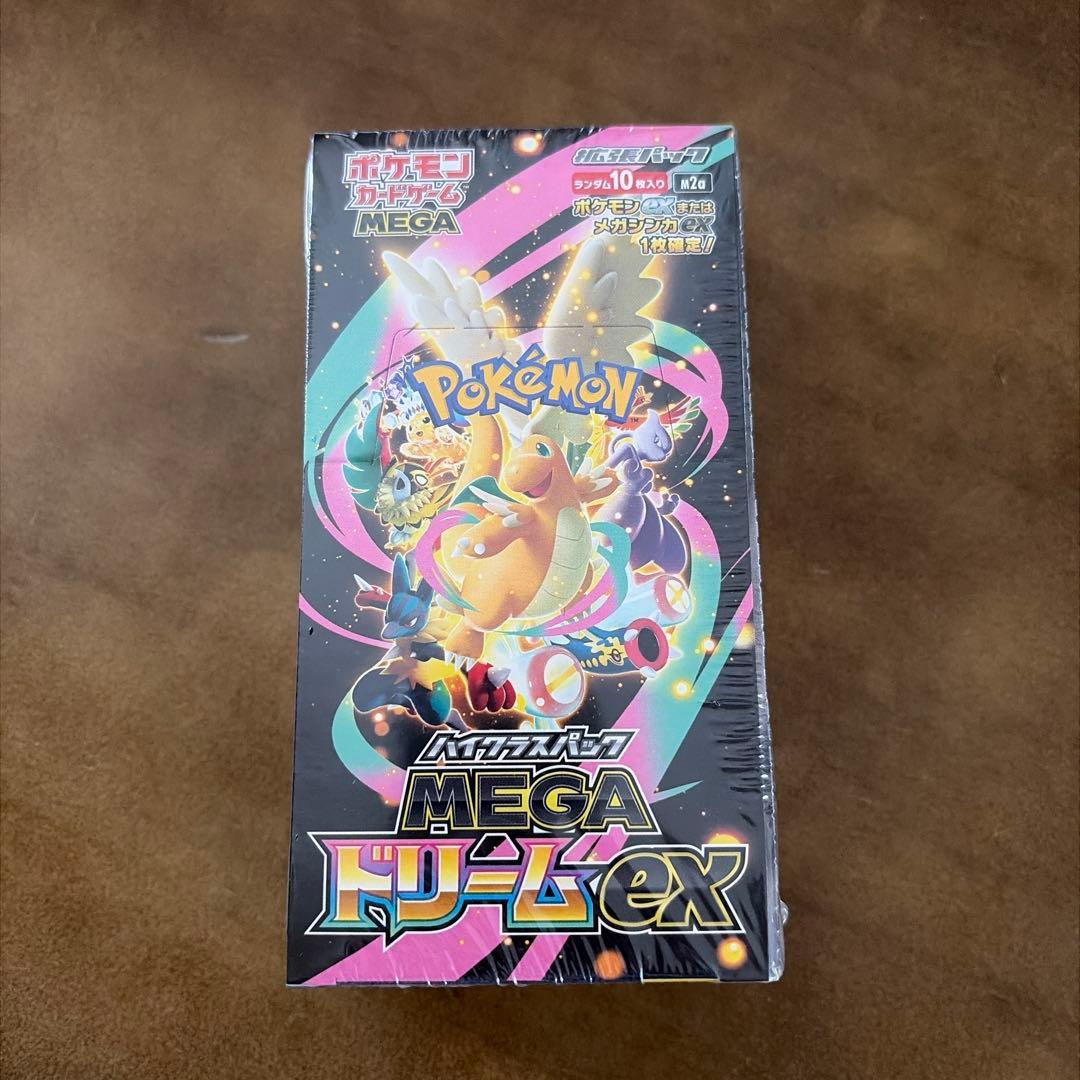 ポケモン
カードゲーム
MEGA
拡張パック
ランダム10枚入り M2a
ポケモンexまたは
メガシンカex
1枚確定!
POKéMON
TM
ハイクラスパック
MEGA
ドリームex